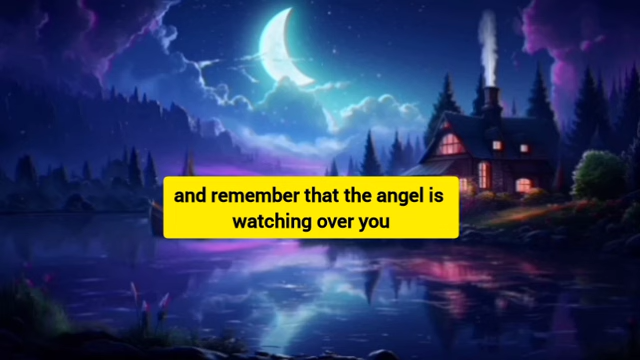 and remember that the angel is
watching over you